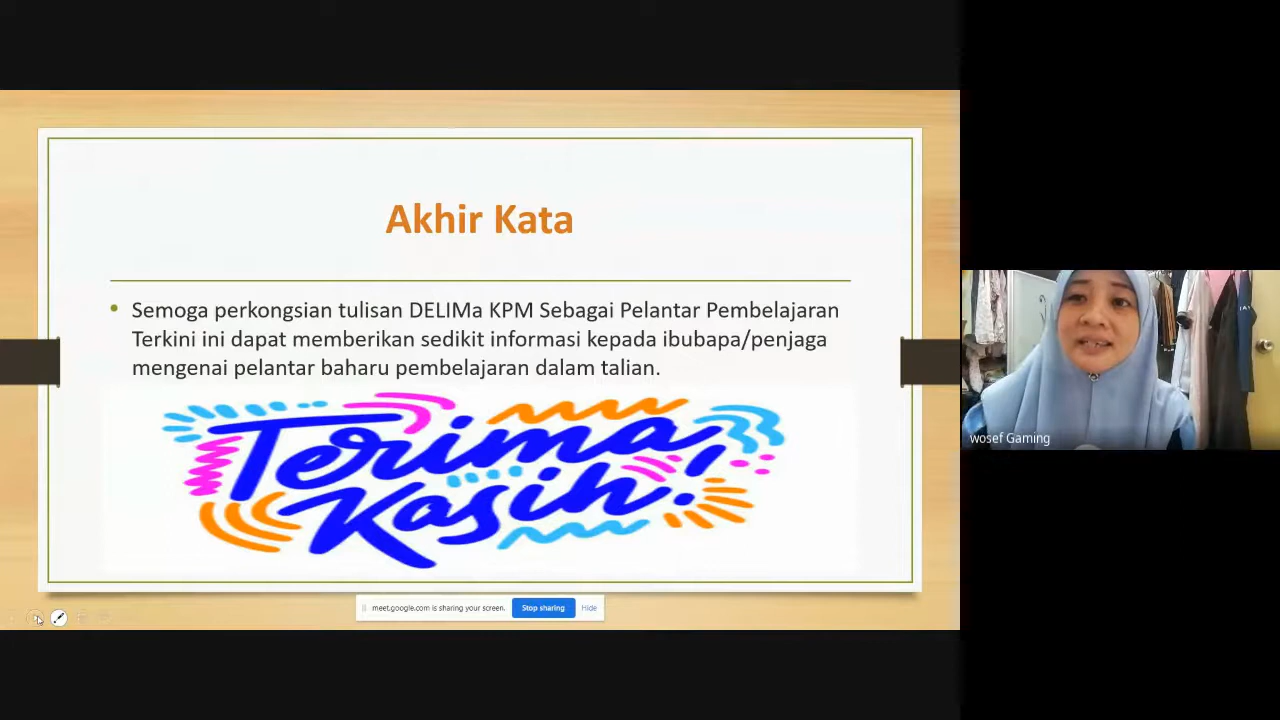 Akhir Kata
• Semoga perkongsian tulisan DELIMa KPM Sebagai Pelantar Pembelajaran
Terkini ini dapat memberikan sedikit informasi kepada ibubapa/penjaga
mengenai pelantar baharu pembelajaran dalam talian.
Terima
Kasih!
meet.google.com is sharing your screen. Stop sharing Hide
wosef Gaming